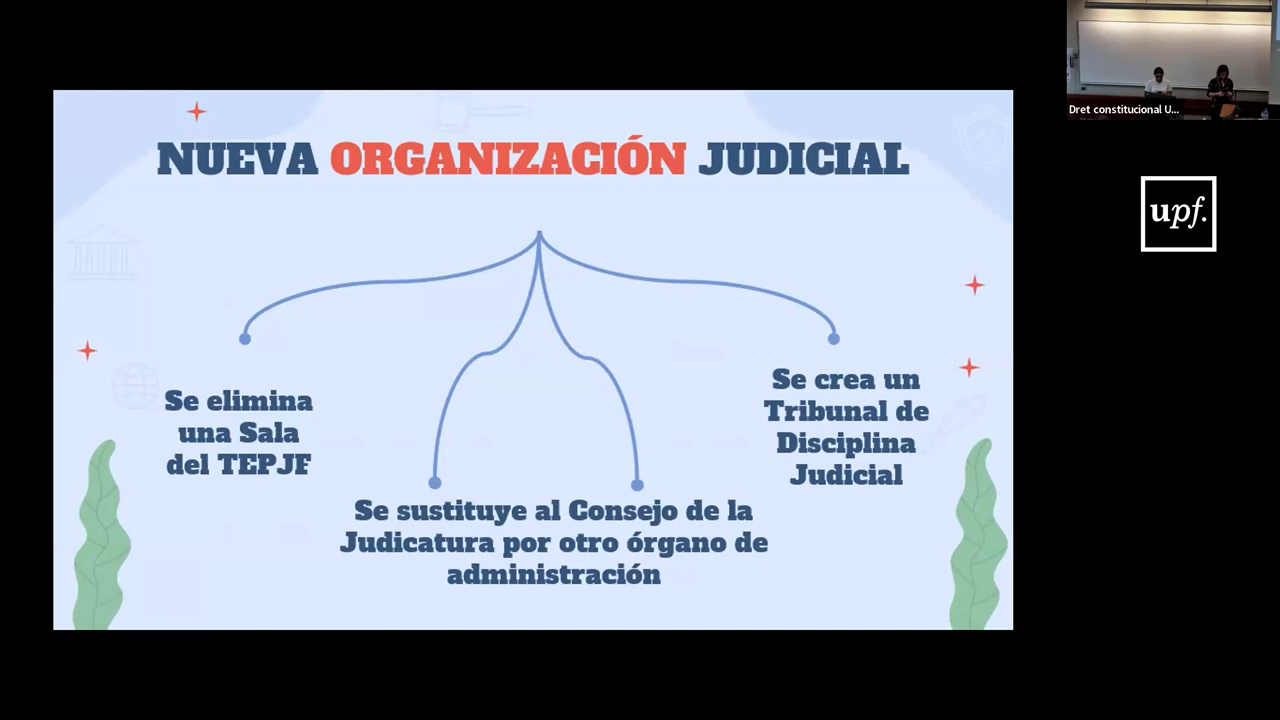 Dret constitucional U...
NUEVA ORGANIZACIÓN JUDICIAL
upf.
Se elimina
una Sala
del TEPJF
Se sustituye al Consejo de la
Judicatura por otro órgano de
administración
Se crea un
Tribunal de
Disciplina
Judicial